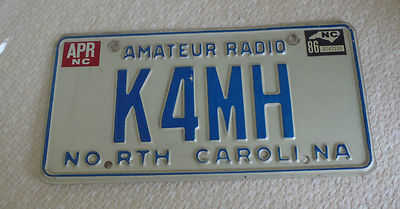 APR
NC
AMATEUR RADIO
NC
86
K4MH
NORTH CAROLINA